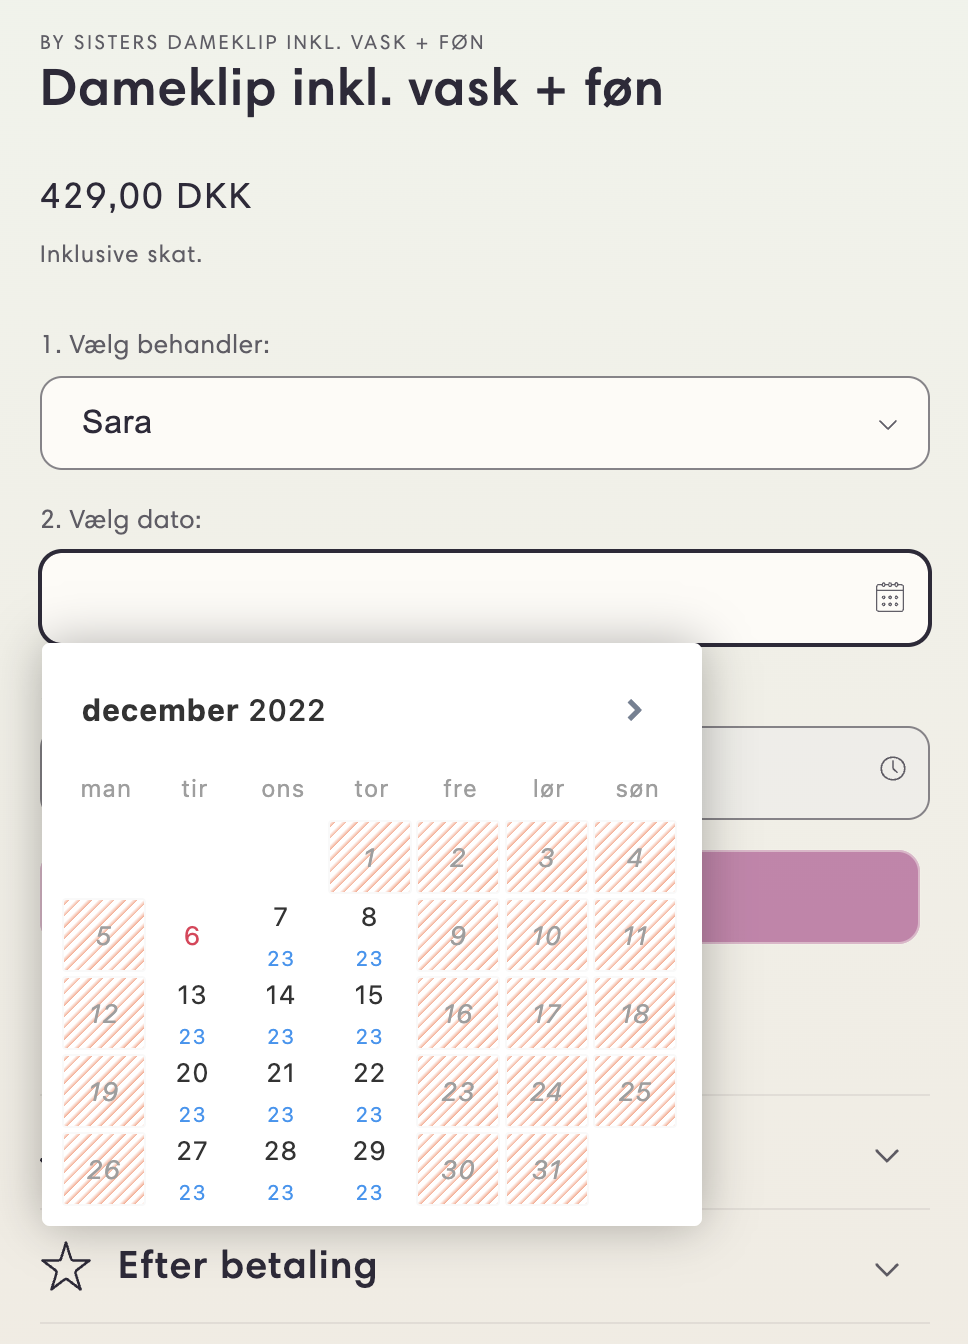 BY SISTERS DAMEKLIP INKL. VASK + FØN
Dameklip inkl. vask + føn
429,00 DKK
Inklusive skat.
1. Vælg behandler:
Sara
2. Vælg dato:
december 2022
man tir ons tor fre lør søn
1 2 3 4
5 6 7 8 9 10 11
23 23
12 13 14 15 16 17 18
23 23 23
19 20 21 22 23 24 25
23 23 23
26 27 28 29 30 31
23 23 23
Efter betaling